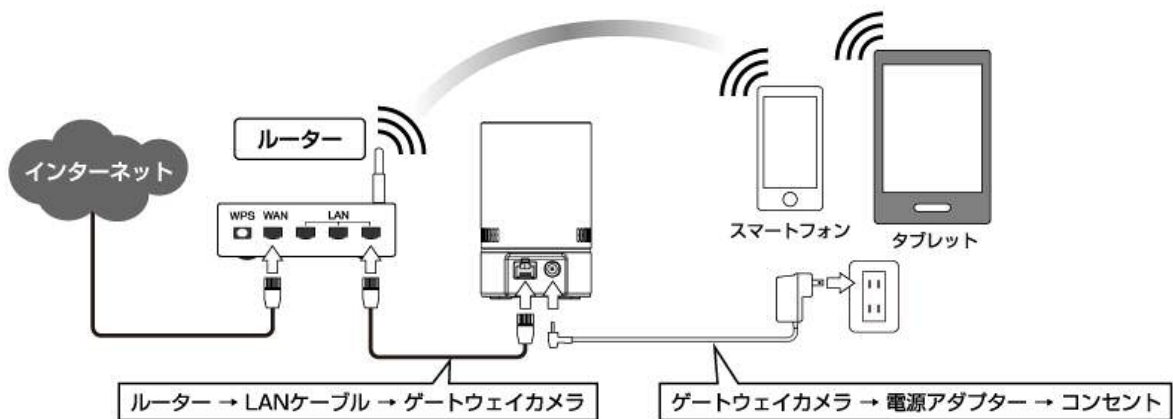 ルーター
インターネット
WPS WAN LAN
スマートフォン
タブレット
ルーター → LANケーブル → ゲートウェイカメラ
ゲートウェイカメラ → 電源アダプター → コンセント